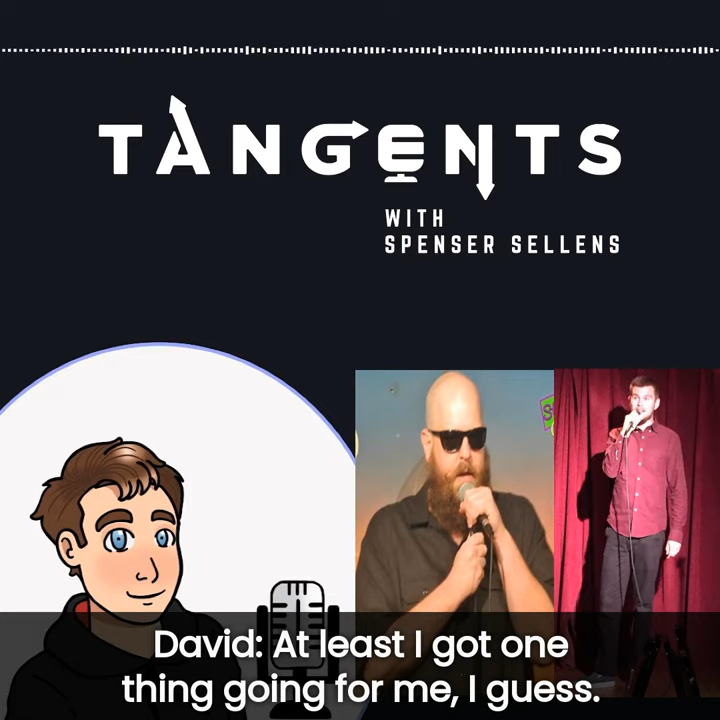 TANGENTS
WITH
SPENSER SELLENS
David: At least I got one
thing going for me, I guess.